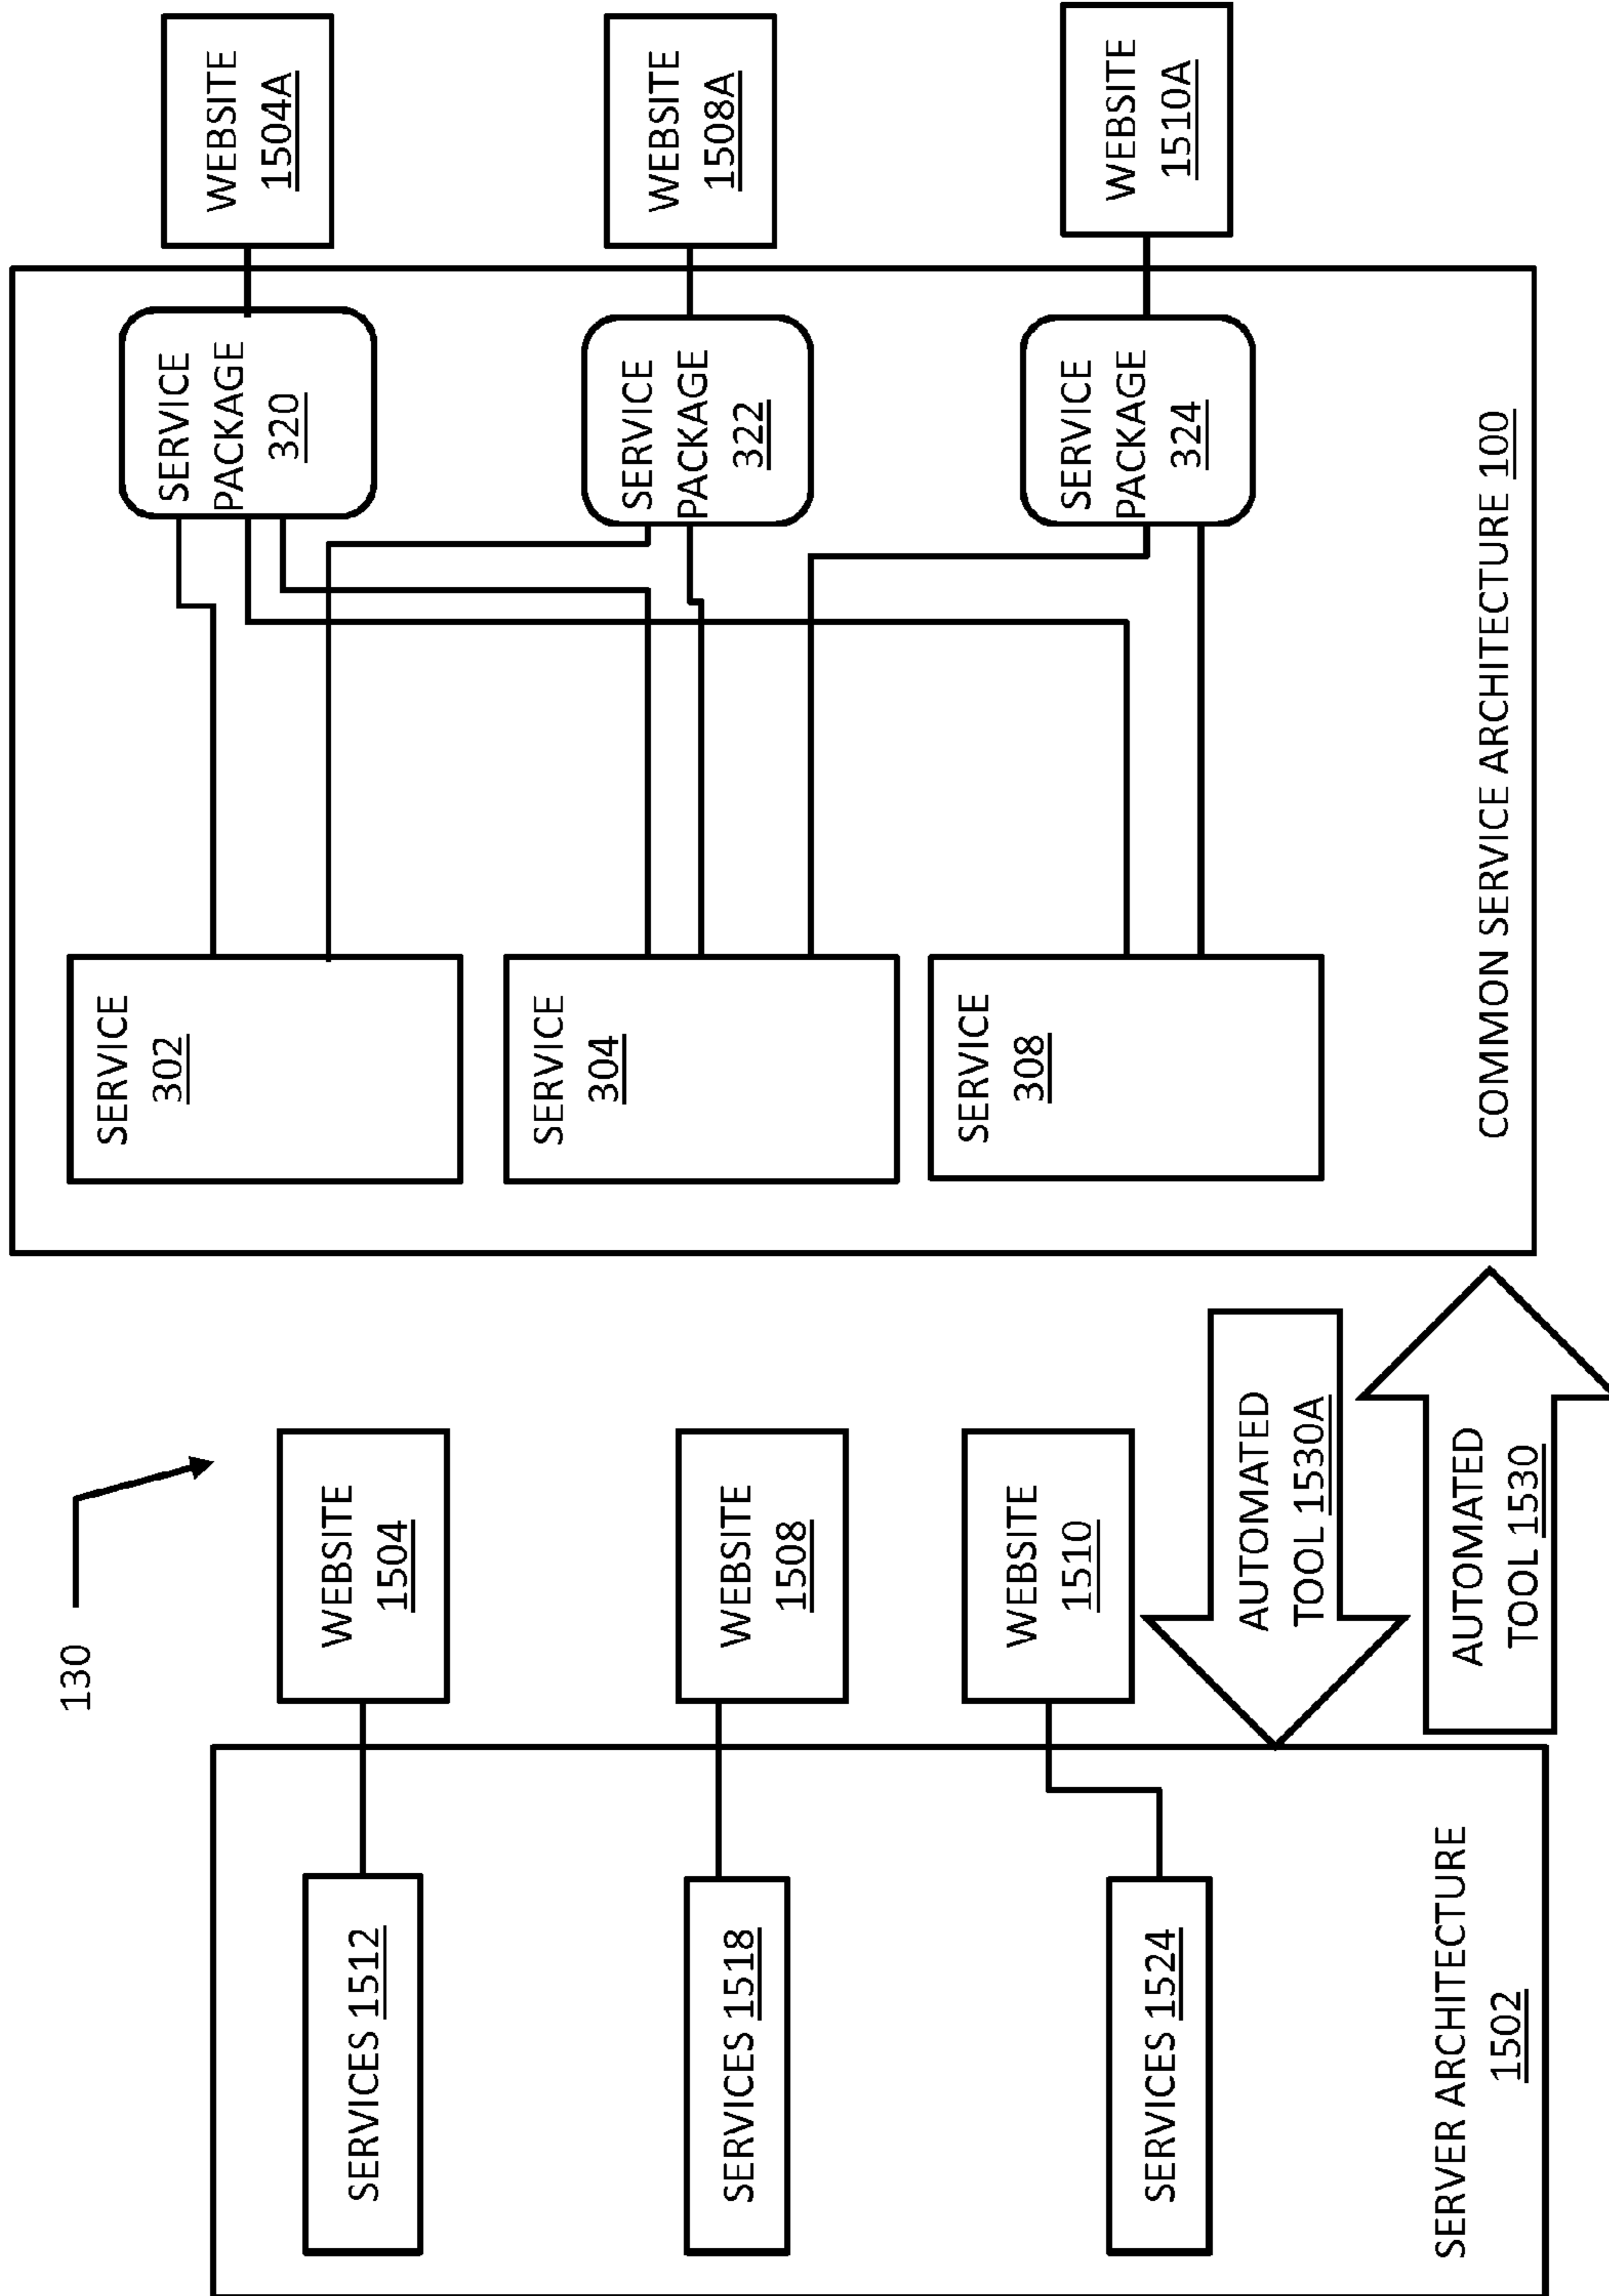 130
SERVICES 1512
WEBSITE
1504
SERVICES 1518
WEBSITE
1508
SERVICES 1524
WEBSITE
1510
SERVER ARCHITECTURE
1502
AUTOMATED
TOOL 1530A
AUTOMATED
TOOL 1530
SERVICE
302
SERVICE
304
SERVICE
308
SERVICE
PACKAGE
320
SERVICE
PACKAGE
322
SERVICE
PACKAGE
324
COMMON SERVICE ARCHITECTURE 100
WEBSITE
1504A
WEBSITE
1508A
WEBSITE
1510A